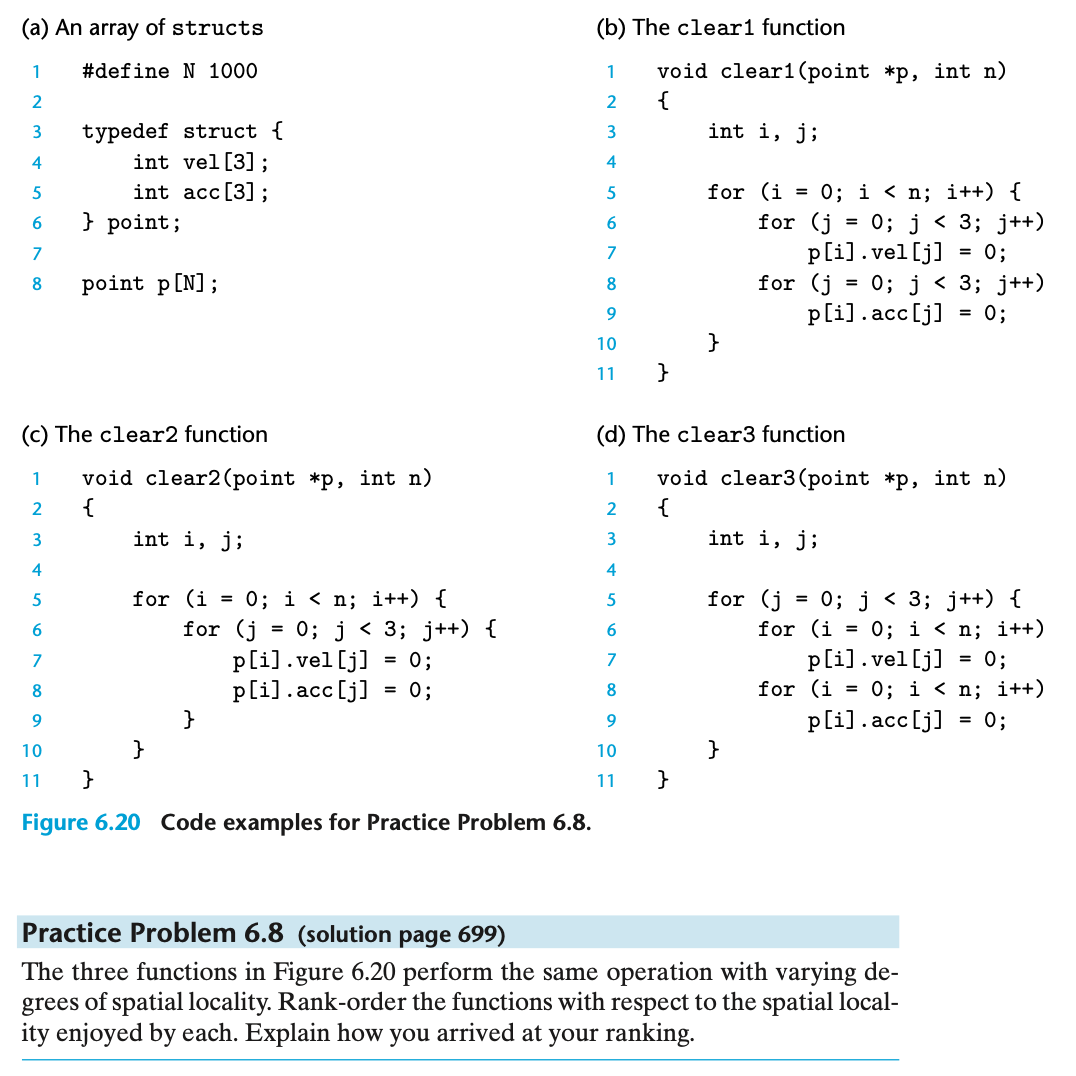 (a) An array of structs
1 #define N 1000
2
3 typedef struct {
4     int vel[3];
5     int acc[3];
6 } point;
7
8 point p[N];
(b) The clear1 function
1 void clear1(point *p, int n)
2 {
3     int i, j;
4
5     for (i = 0; i < n; i++) {
6         for (j = 0; j < 3; j++)
7             p[i].vel[j] = 0;
8         for (j = 0; j < 3; j++)
9             p[i].acc[j] = 0;
10     }
11 }
(c) The clear2 function
1 void clear2(point *p, int n)
2 {
3     int i, j;
4
5     for (i = 0; i < n; i++) {
6         for (j = 0; j < 3; j++) {
7             p[i].vel[j] = 0;
8             p[i].acc[j] = 0;
9         }
10     }
11 }
(d) The clear3 function
1 void clear3(point *p, int n)
2 {
3     int i, j;
4
5     for (j = 0; j < 3; j++) {
6         for (i = 0; i < n; i++)
7             p[i].vel[j] = 0;
8         for (i = 0; i < n; i++)
9             p[i].acc[j] = 0;
10     }
11 }
Figure 6.20 Code examples for Practice Problem 6.8.
Practice Problem 6.8 (solution page 699)
The three functions in Figure 6.20 perform the same operation with varying de-
grees of spatial locality. Rank-order the functions with respect to the spatial local-
ity enjoyed by each. Explain how you arrived at your ranking.